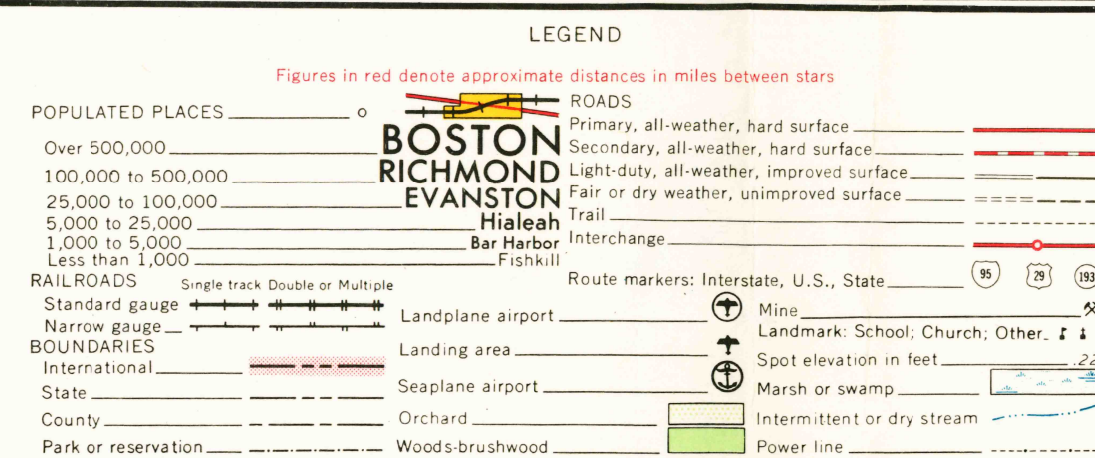 LEGEND
Figures in red denote approximate distances in miles between stars
POPULATED PLACES
Over 500,000 BOSTON
100,000 to 500,000 RICHMOND
25,000 to 100,000 EVANSTON
5,000 to 25,000 Hialeah
1,000 to 5,000 Bar Harbor
Less than 1,000 Fishkill
RAILROADS Single track Double or Multiple
Standard gauge
Narrow gauge
BOUNDARIES
International
State
County
Park or reservation
Landplane airport
Landing area
Seaplane airport
Orchard
Woods-brushwood
ROADS
Primary, all-weather, hard surface
Secondary, all-weather, hard surface
Light-duty, all-weather, improved surface
Fair or dry weather, unimproved surface
Trail
Interchange
Route markers: Interstate, U.S., State 95 29 193
Mine
Landmark: School; Church; Other
Spot elevation in feet .22
Marsh or swamp
Intermittent or dry stream
Power line